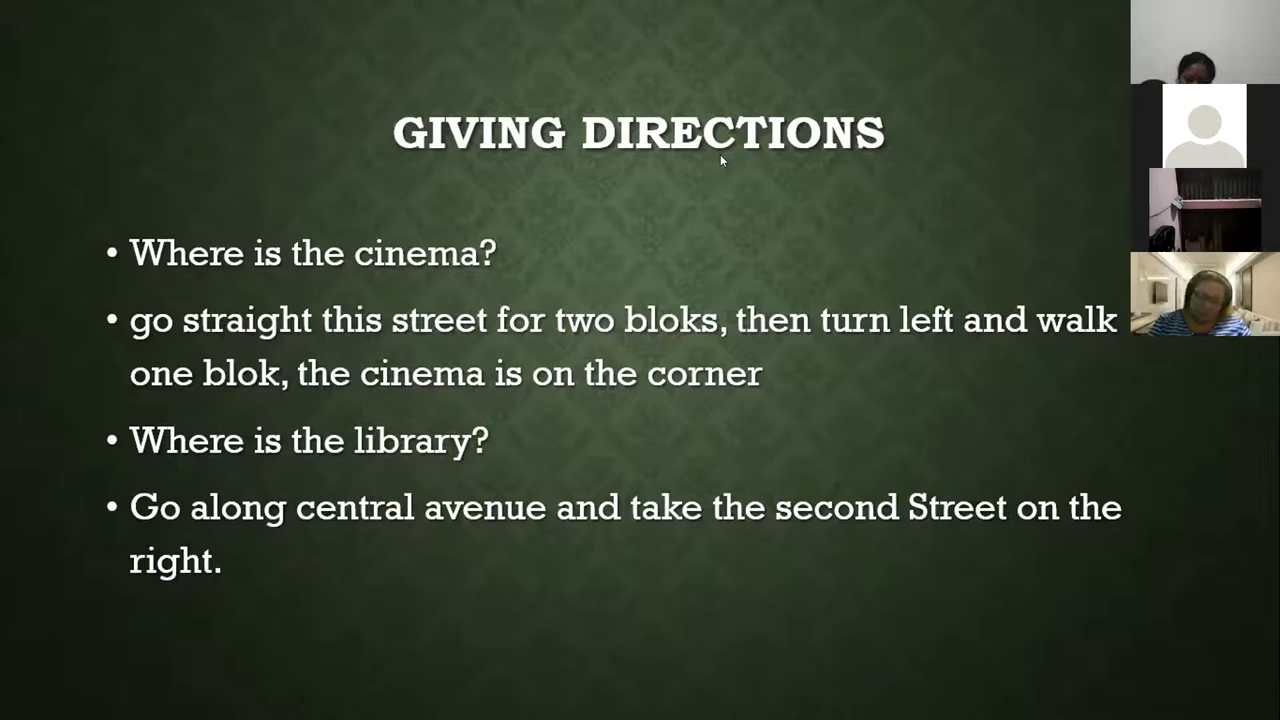 GIVING DIRECTIONS
• Where is the cinema?
• go straight this street for two bloks, then turn left and walk
one blok, the cinema is on the corner
• Where is the library?
• Go along central avenue and take the second Street on the
right.